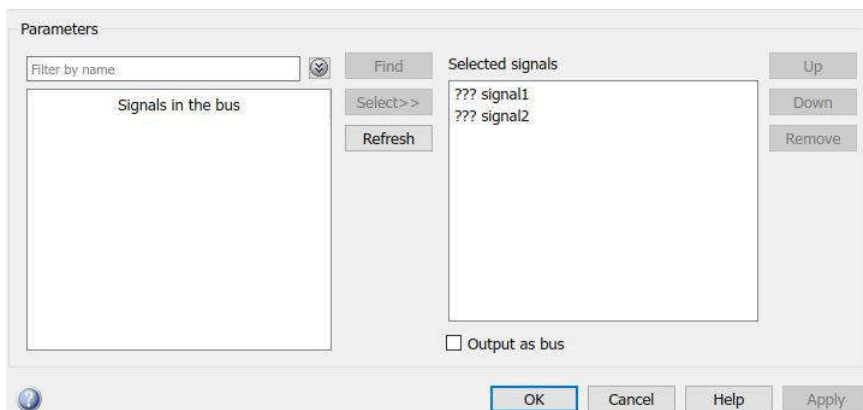 Parameters
Filter by name
Find
Signals in the bus
Select>>
Refresh
Selected signals
??? signal1
??? signal2
Up
Down
Remove
Output as bus
?
OK
Cancel
Help
Apply